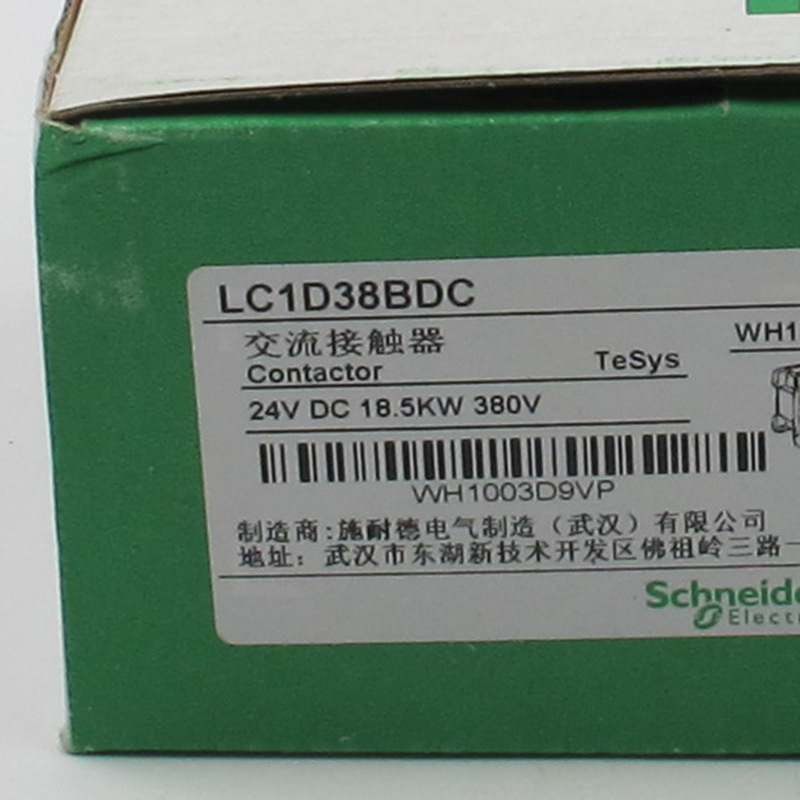 LC1D38BDC
交流接触器
Contactor TeSys
WH1
24V DC 18.5KW 380V
WH1003D9VP
制造商:施耐德电气制造（武汉）有限公司
地址：武汉市东湖新技术开发区佛祖岭三路一
Schneide
Electr